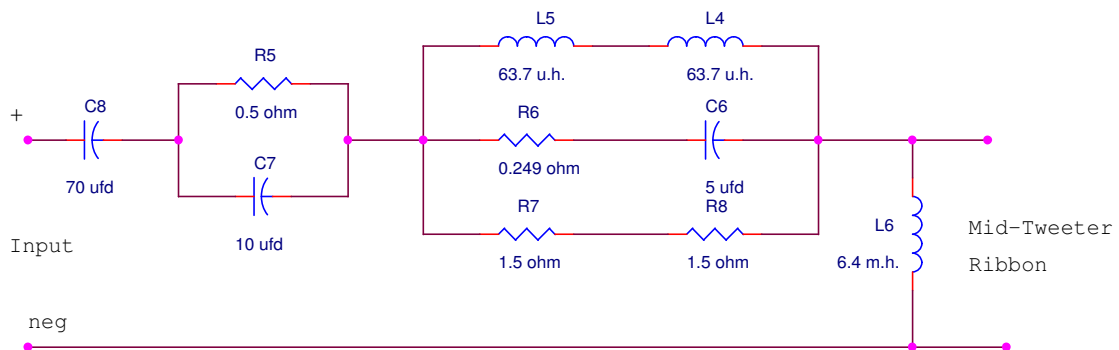 L5
L4
63.7 u.h.
63.7 u.h.
R5
0.5 ohm
+
C8
70 ufd
R6
0.249 ohm
C6
5 ufd
C7
10 ufd
R7
1.5 ohm
R8
1.5 ohm
L6
6.4 m.h.
Input
Mid-Tweeter
Ribbon
neg